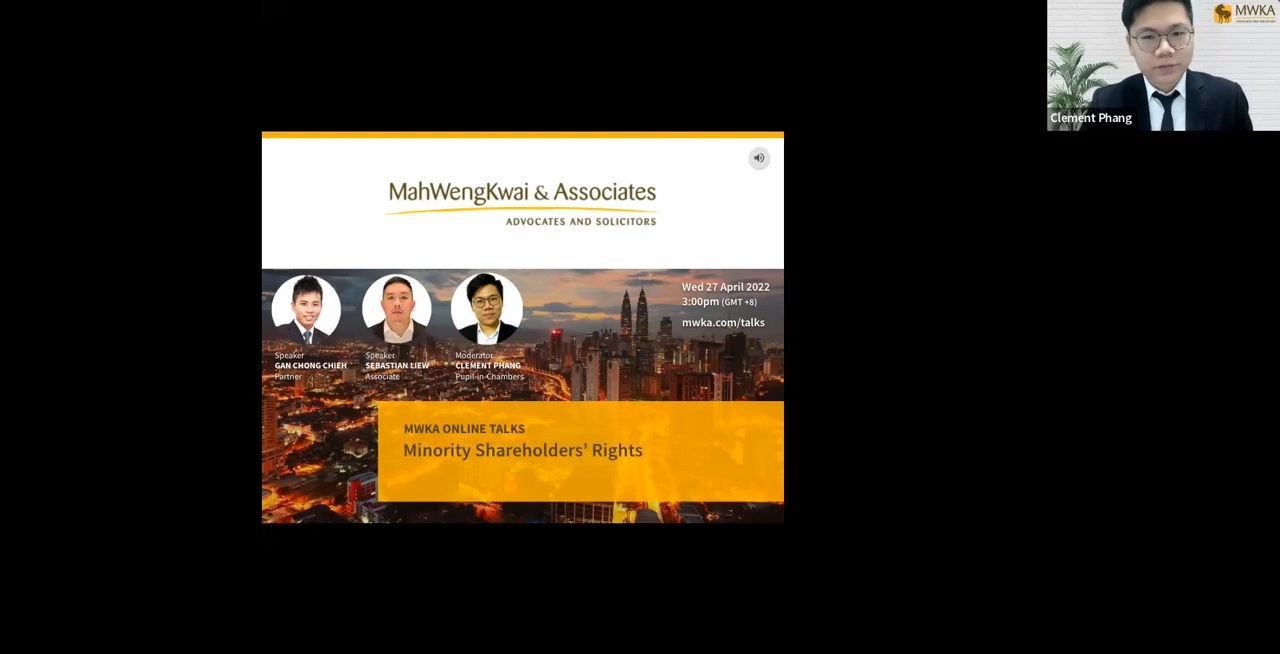 MWKA
Clement Phang
MahWengKwai & Associates
ADVOCATES AND SOLICITORS
Wed 27 April 2022
3:00pm (GMT +8)
mwka.com/talks
Speaker
GAN CHONG CHIEH
Partner
Speaker
SEBASTIAN LIEW
Associate
Moderator
CLEMENT PHANG
Pupil-in-Chambers
MWKA ONLINE TALKS
Minority Shareholders' Rights